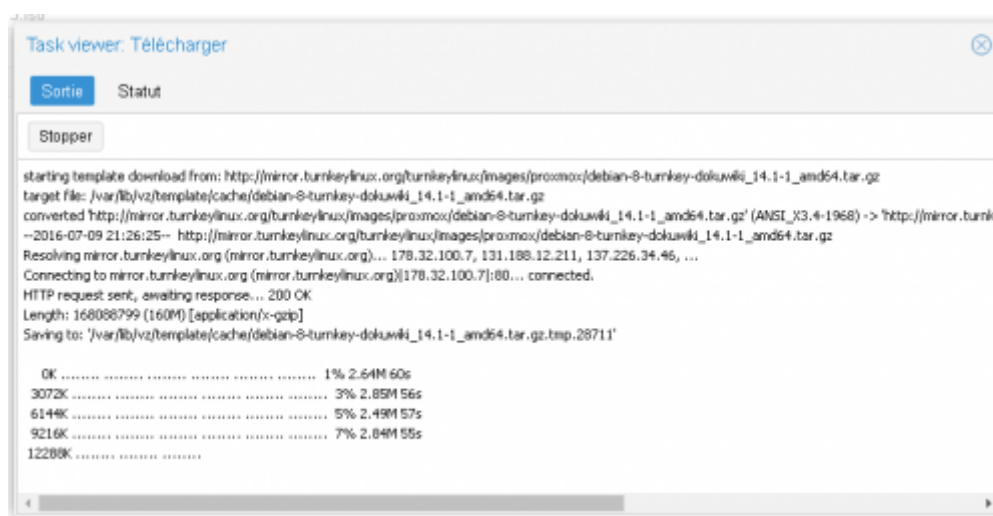 Task viewer: Télécharger
Sortie Statut
Stopper
starting template download from: http://mirror.turnkeylinux.org/turnkeylinux/images/proxmox/debian-8-turnkey-dokuwiki_14.1-1_amd64.tar.gz
target file: /var/lib/vz/template/cache/debian-8-turnkey-dokuwiki_14.1-1_amd64.tar.gz
converted 'http://mirror.turnkeylinux.org/turnkeylinux/images/proxmox/debian-8-turnkey-dokuwiki_14.1-1_amd64.tar.gz' (ANSI_X3.4-1968) -> 'http://mirror.turnk
--2016-07-09 21:26:25-- http://mirror.turnkeylinux.org/turnkeylinux/images/proxmox/debian-8-turnkey-dokuwiki_14.1-1_amd64.tar.gz
Resolving mirror.turnkeylinux.org (mirror.turnkeylinux.org)... 178.32.100.7, 131.188.12.211, 137.226.34.46, ...
Connecting to mirror.turnkeylinux.org (mirror.turnkeylinux.org)|178.32.100.7|:80... connected.
HTTP request sent, awaiting response... 200 OK
Length: 168088799 (160M) [application/x-gzip]
Saving to: '/var/lib/vz/template/cache/debian-8-turnkey-dokuwiki_14.1-1_amd64.tar.gz.tmp.28711'
0K ........ ........ ........ ........ ........ ........ 1% 2.64M 60s
3072K ........ ........ ........ ........ ........ ........ 3% 2.85M 56s
6144K ........ ........ ........ ........ ........ ........ 5% 2.49M 57s
9216K ........ ........ ........ ........ ........ ........ 7% 2.84M 55s
12288K ........ ........ ........